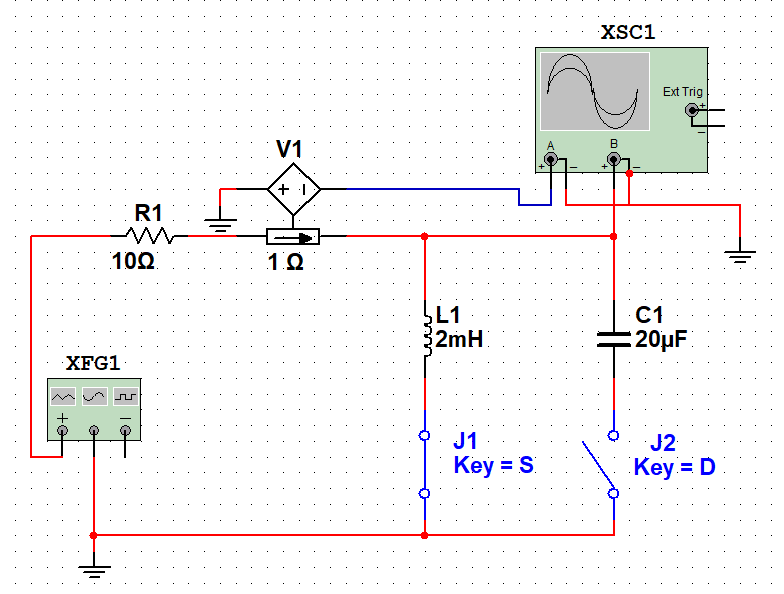 XSC1
Ext Trig
+
−
A
B
+ − + −
V1
+ −
R1
10Ω
1 Ω
L1
2mH
C1
20µF
XFG1
+ −
J1
Key = S
J2
Key = D